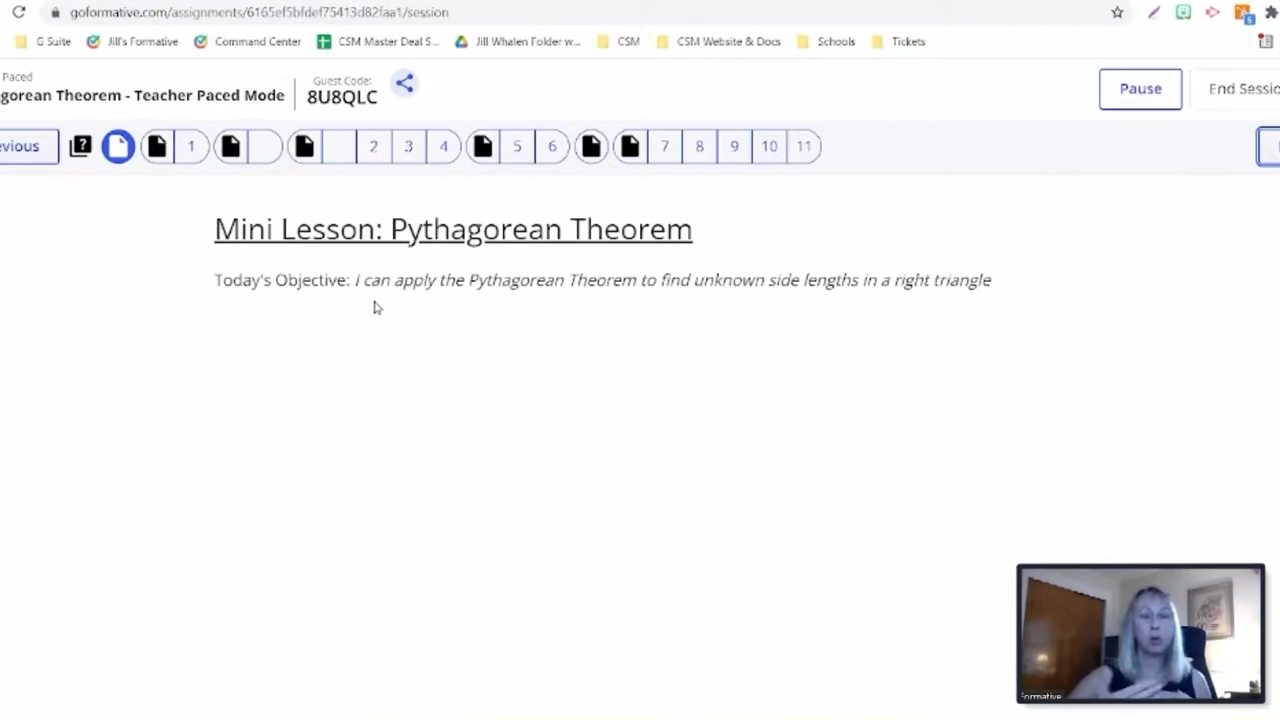 goformative.com/assignments/6165ef5bfdef75413d82faa1/session
G Suite Jill's Formative Command Center CSM Master Deal S... Jill Whalen Folder w... CSM CSM Website & Docs Schools Tickets
Paced
gorean Theorem - Teacher Paced Mode
Guest Code:
8U8QLC
Pause
End Sessio
evious ? 1 2 3 4 5 6 7 8 9 10 11
Mini Lesson: Pythagorean Theorem
Today's Objective: I can apply the Pythagorean Theorem to find unknown side lengths in a right triangle
Formative